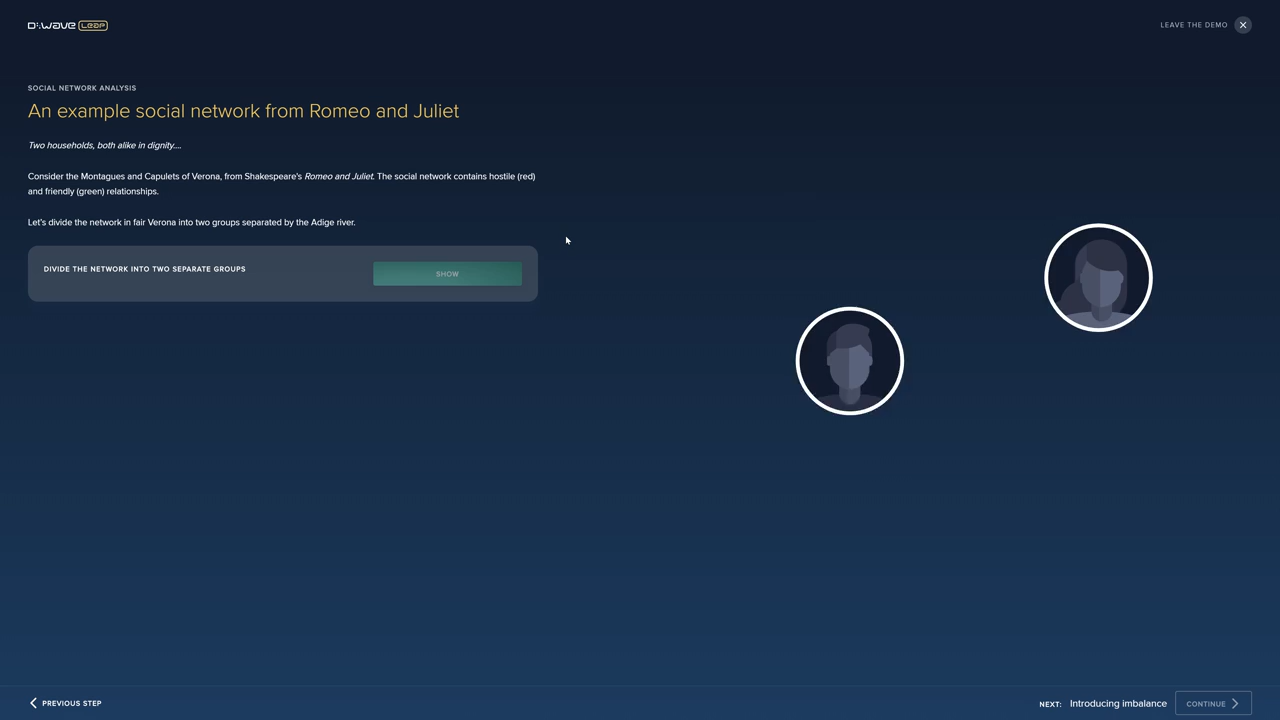 D:Wave Leap
LEAVE THE DEMO
SOCIAL NETWORK ANALYSIS
An example social network from Romeo and Juliet
Two households, both alike in dignity....
Consider the Montagues and Capulets of Verona, from Shakespeare's Romeo and Juliet. The social network contains hostile (red)
and friendly (green) relationships.
Let's divide the network in fair Verona into two groups separated by the Adige river.
DIVIDE THE NETWORK INTO TWO SEPARATE GROUPS
SHOW
PREVIOUS STEP
NEXT: Introducing imbalance
CONTINUE